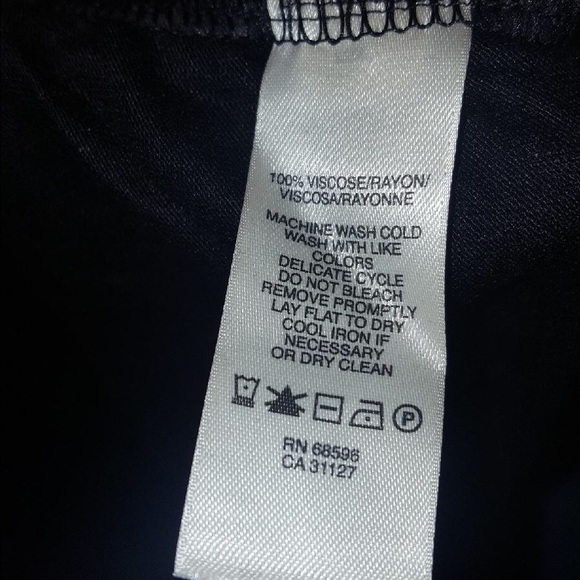 100% VISCOSE/RAYON/
VISCOSA/RAYONNE
MACHINE WASH COLD
WASH WITH LIKE
COLORS
DELICATE CYCLE
DO NOT BLEACH
REMOVE PROMPTLY
LAY FLAT TO DRY
COOL IRON IF
NECESSARY
OR DRY CLEAN
P
RN 68596
CA 31127